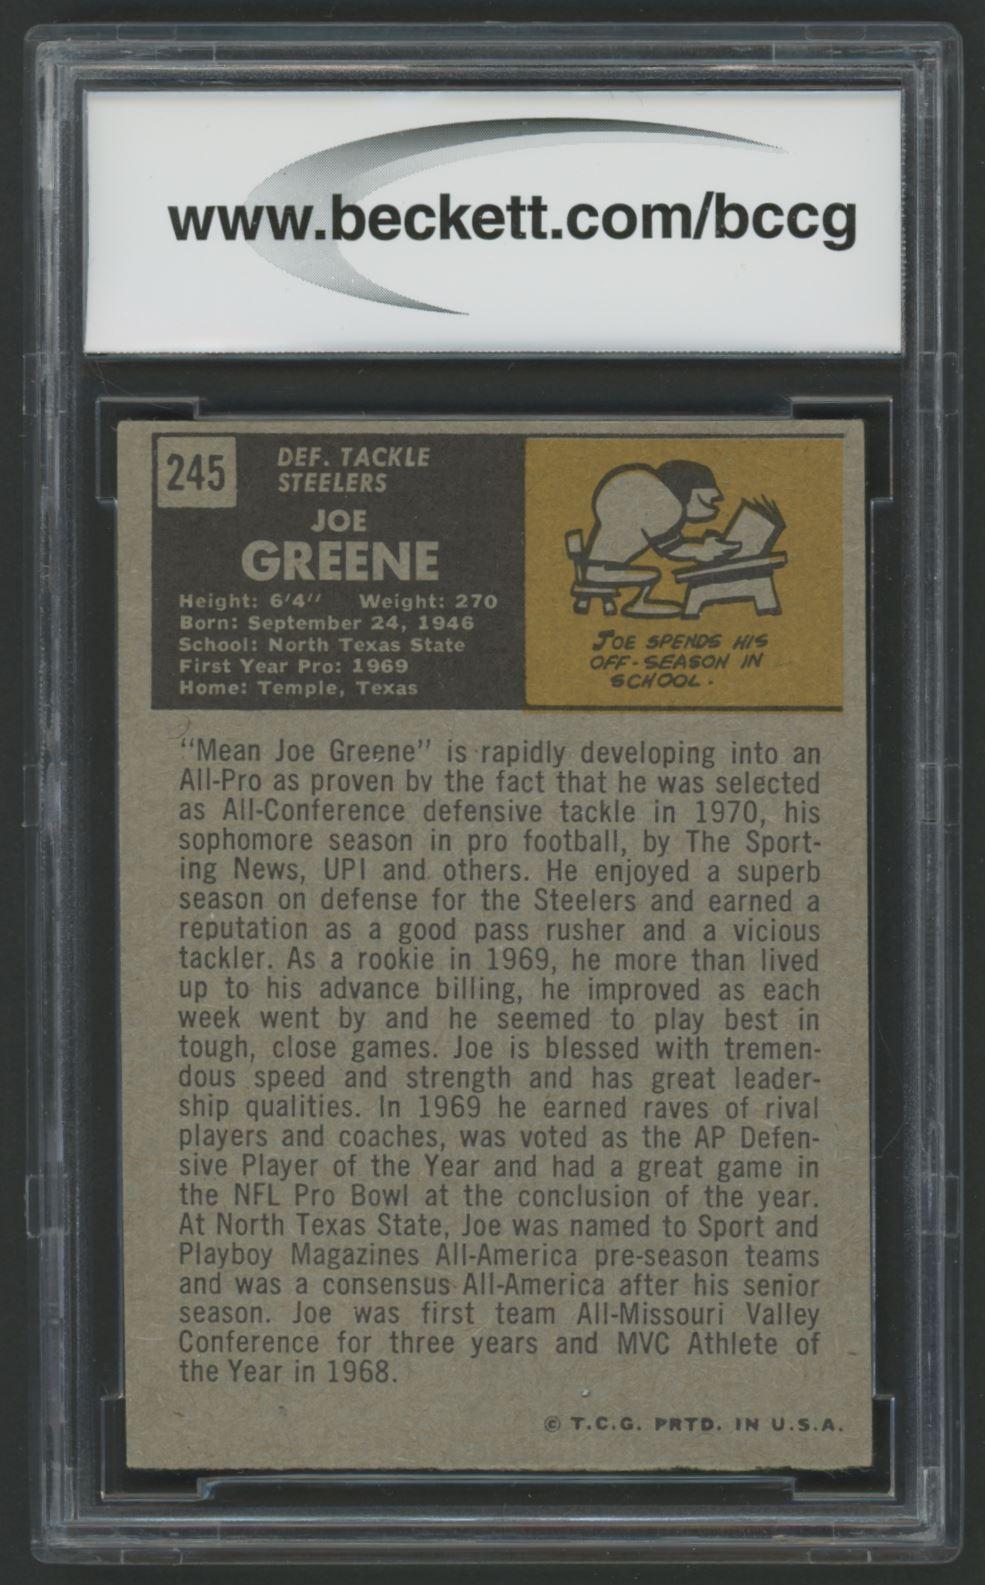 www.beckett.com/bccg
245
DEF. TACKLE
STEELERS
JOE
GREENE
Height: 6'4'' Weight: 270
Born: September 24, 1946
School: North Texas State
First Year Pro: 1969
Home: Temple, Texas
JOE SPENDS HIS
OFF-SEASON IN
SCHOOL.
"Mean Joe Greene" is rapidly developing into an
All-Pro as proven by the fact that he was selected
as All-Conference defensive tackle in 1970, his
sophomore season in pro football, by The Sport-
ing News, UPI and others. He enjoyed a superb
season on defense for the Steelers and earned a
reputation as a good pass rusher and a vicious
tackler. As a rookie in 1969, he more than lived
up to his advance billing, he improved as each
week went by and he seemed to play best in
tough, close games. Joe is blessed with tremen-
dous speed and strength and has great leader-
ship qualities. In 1969 he earned raves of rival
players and coaches, was voted as the AP Defen-
sive Player of the Year and had a great game in
the NFL Pro Bowl at the conclusion of the year.
At North Texas State, Joe was named to Sport and
Playboy Magazines All-America pre-season teams
and was a consensus All-America after his senior
season. Joe was first team All-Missouri Valley
Conference for three years and MVC Athlete of
the Year in 1968.
© T.C.G. PRTD. IN U.S.A.